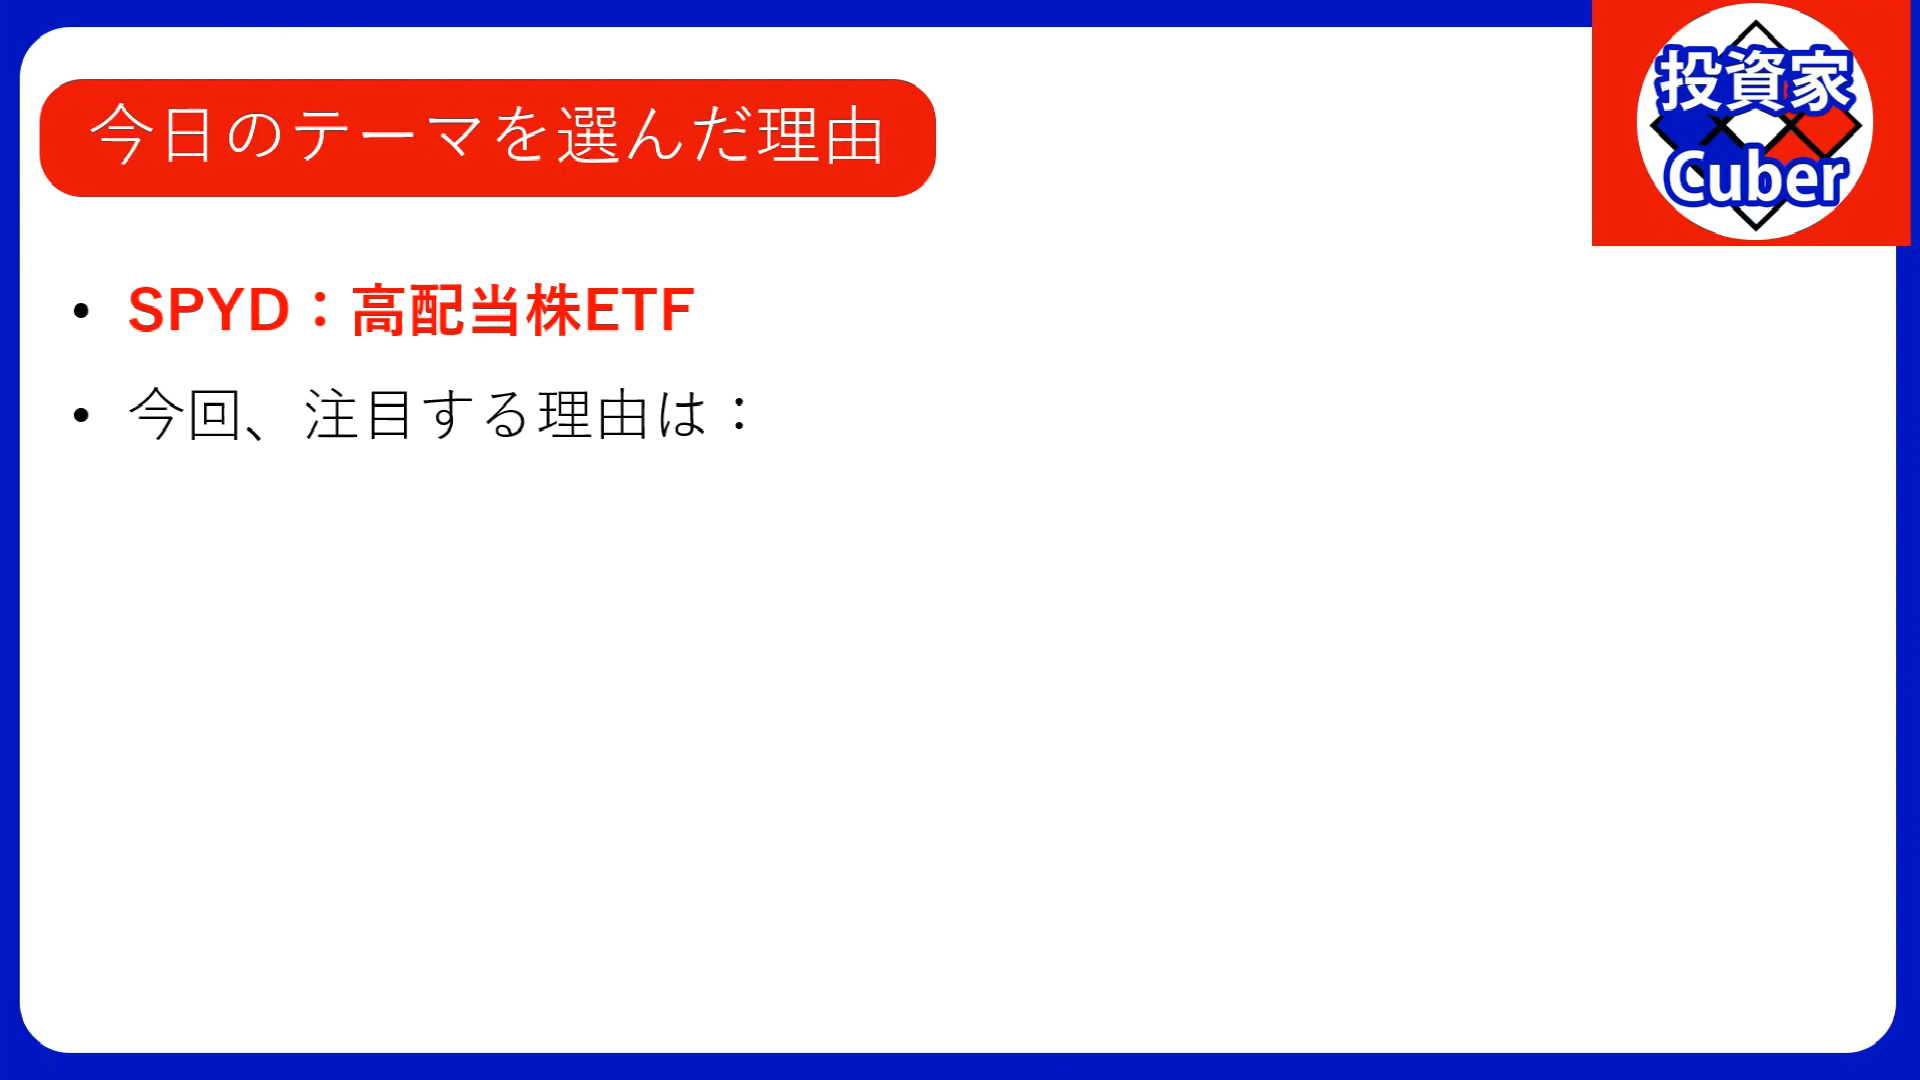 今日のテーマを選んだ理由
投資家
Cuber
• SPYD：高配当株ETF
• 今回、注目する理由は：